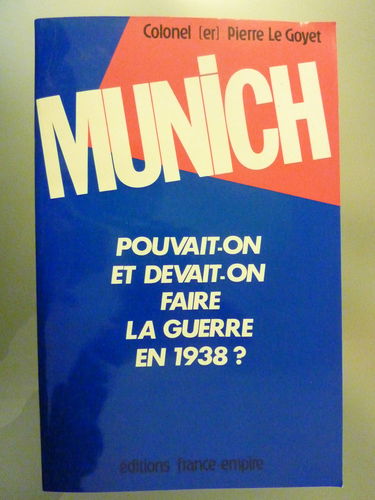 Colonel (er) Pierre Le Goyet
MUNiCH
POUVAIT-ON
ET DEVAIT-ON
FAIRE
LA GUERRE
EN 1938 ?
éditions france-empire